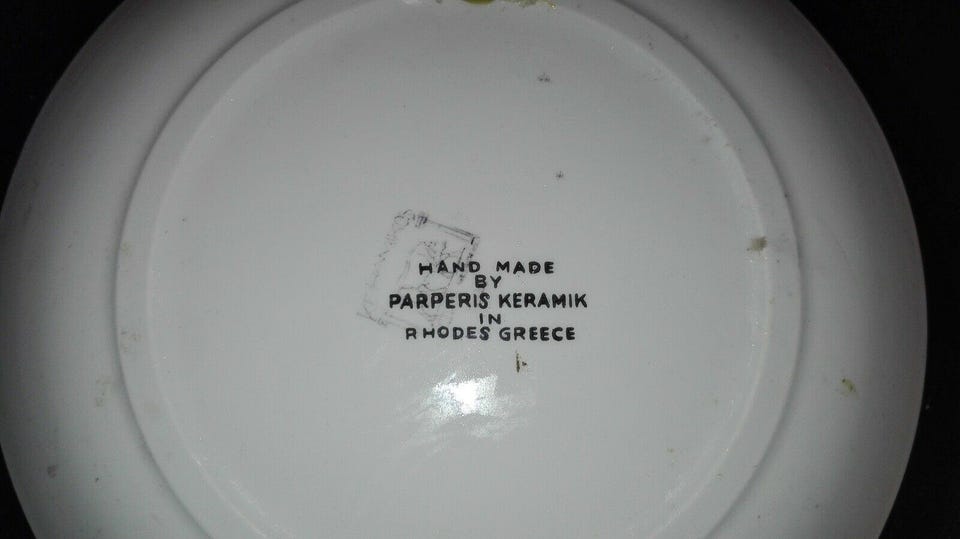 HAND MADE
BY
PARPERIS KERAMIK
IN
RHODES GREECE